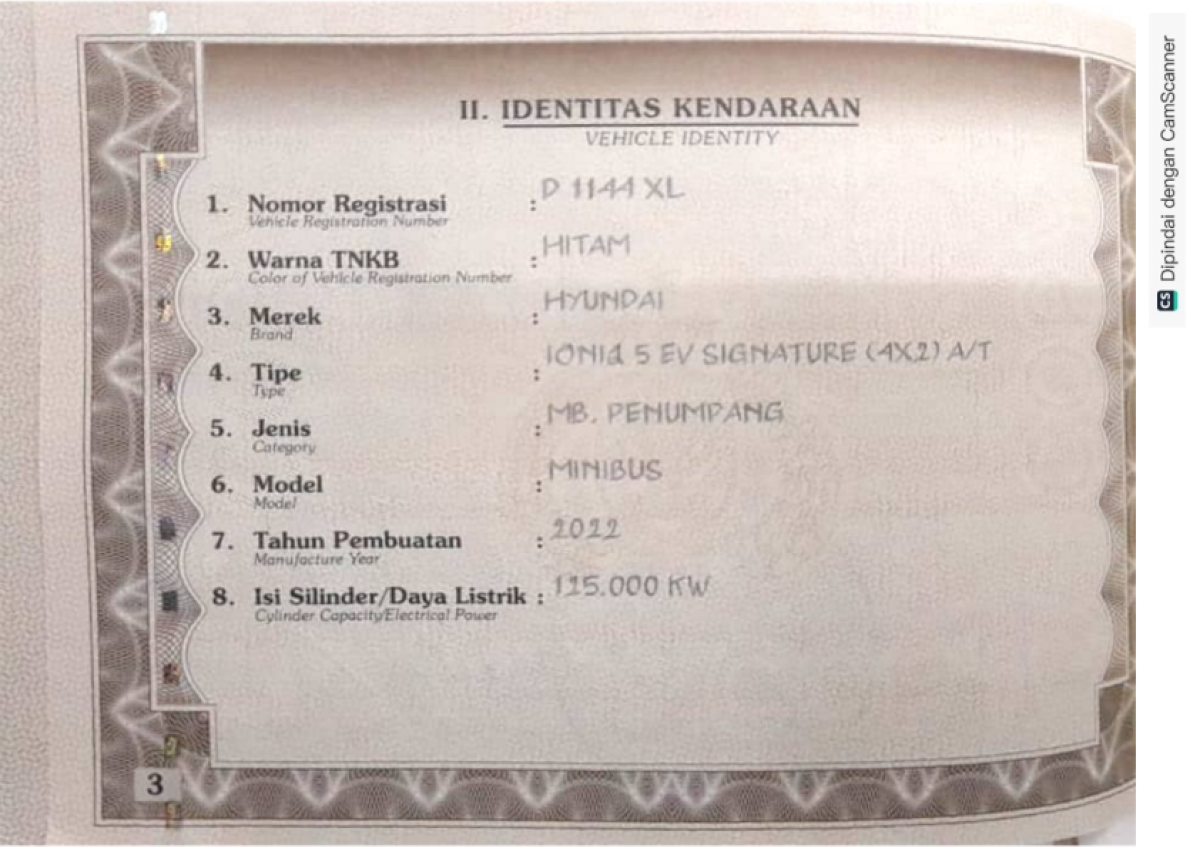 II. IDENTITAS KENDARAAN
VEHICLE IDENTITY
1. Nomor Registrasi : D 1144 XL
Vehicle Registration Number
2. Warna TNKB : HITAM
Color of Vehicle Registration Number
3. Merek : HYUNDAI
Brand
4. Tipe : IONIQ 5 EV SIGNATURE (4X2) A/T
Type
5. Jenis : MB. PENUMPANG
Category
6. Model : MINIBUS
Model
7. Tahun Pembuatan : 2022
Manufacture Year
8. Isi Silinder/Daya Listrik : 125.000 KW
Cylinder Capacity/Electrical Power
3
CS Dipindai dengan CamScanner